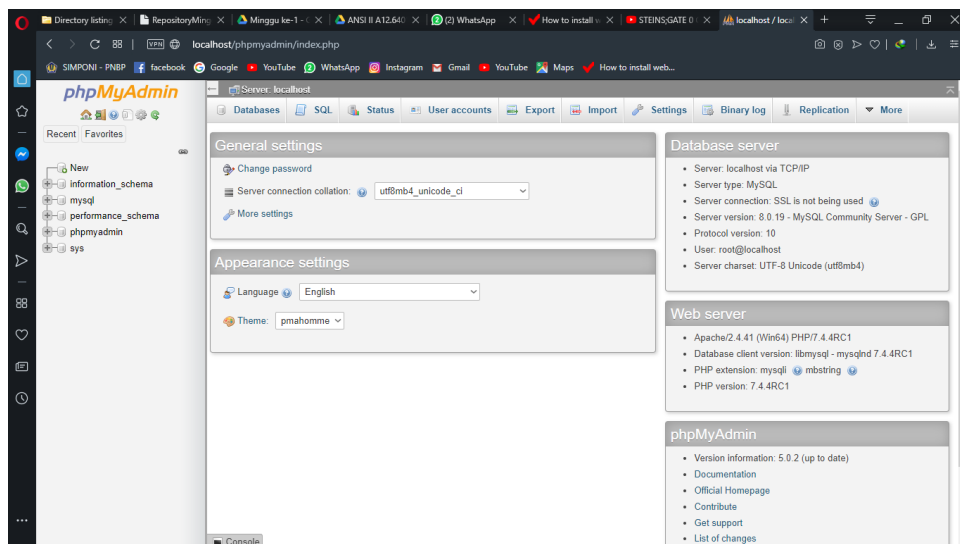 Directory listing
RepositoryMing
Minggu ke-1 - 
ANSI II A12.640
(2) WhatsApp
How to install w
STEINS;GATE 0
localhost / local
VPN
localhost/phpmyadmin/index.php
SIMPONI - PNBP
facebook
Google
YouTube
WhatsApp
Instagram
Gmail
YouTube
Maps
How to install web...
phpMyAdmin
Recent Favorites
New
information_schema
mysql
performance_schema
phpmyadmin
sys
Server: localhost
Databases
SQL
Status
User accounts
Export
Import
Settings
Binary log
Replication
More
General settings
Change password
Server connection collation: utf8mb4_unicode_ci
More settings
Appearance settings
Language English
Theme: pmahomme
Database server
Server: localhost via TCP/IP
Server type: MySQL
Server connection: SSL is not being used
Server version: 8.0.19 - MySQL Community Server - GPL
Protocol version: 10
User: root@localhost
Server charset: UTF-8 Unicode (utf8mb4)
Web server
Apache/2.4.41 (Win64) PHP/7.4.4RC1
Database client version: libmysql - mysqlnd 7.4.4RC1
PHP extension: mysqli mbstring
PHP version: 7.4.4RC1
phpMyAdmin
Version information: 5.0.2 (up to date)
Documentation
Official Homepage
Contribute
Get support
List of changes
Console